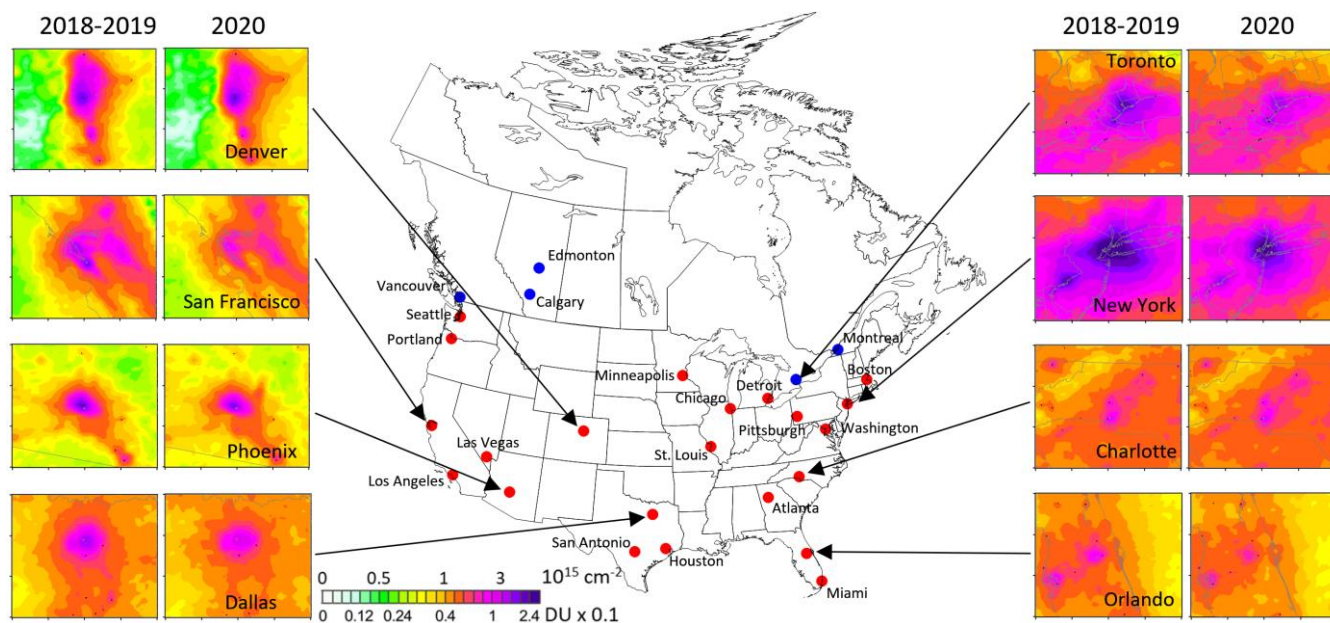 2018-2019 2020
Denver
San Francisco
Phoenix
Dallas
Edmonton
Vancouver
Calgary
Seattle
Portland
Montreal
Minneapolis
Boston
Detroit
Chicago
Pittsburgh
Washington
Las Vegas
St. Louis
Los Angeles
Atlanta
San Antonio
Houston
Miami
0 0.5 1 3 10¹⁵ cm⁻²
0 0.12 0.24 0.4 1 2.4 DU x 0.1
2018-2019 2020
Toronto
New York
Charlotte
Orlando